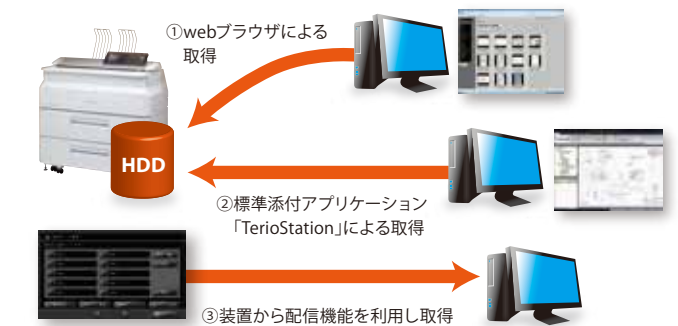 ①webブラウザによる
取得
HDD
②標準添付アプリケーション
「TerioStation」による取得
③装置から配信機能を利用し取得